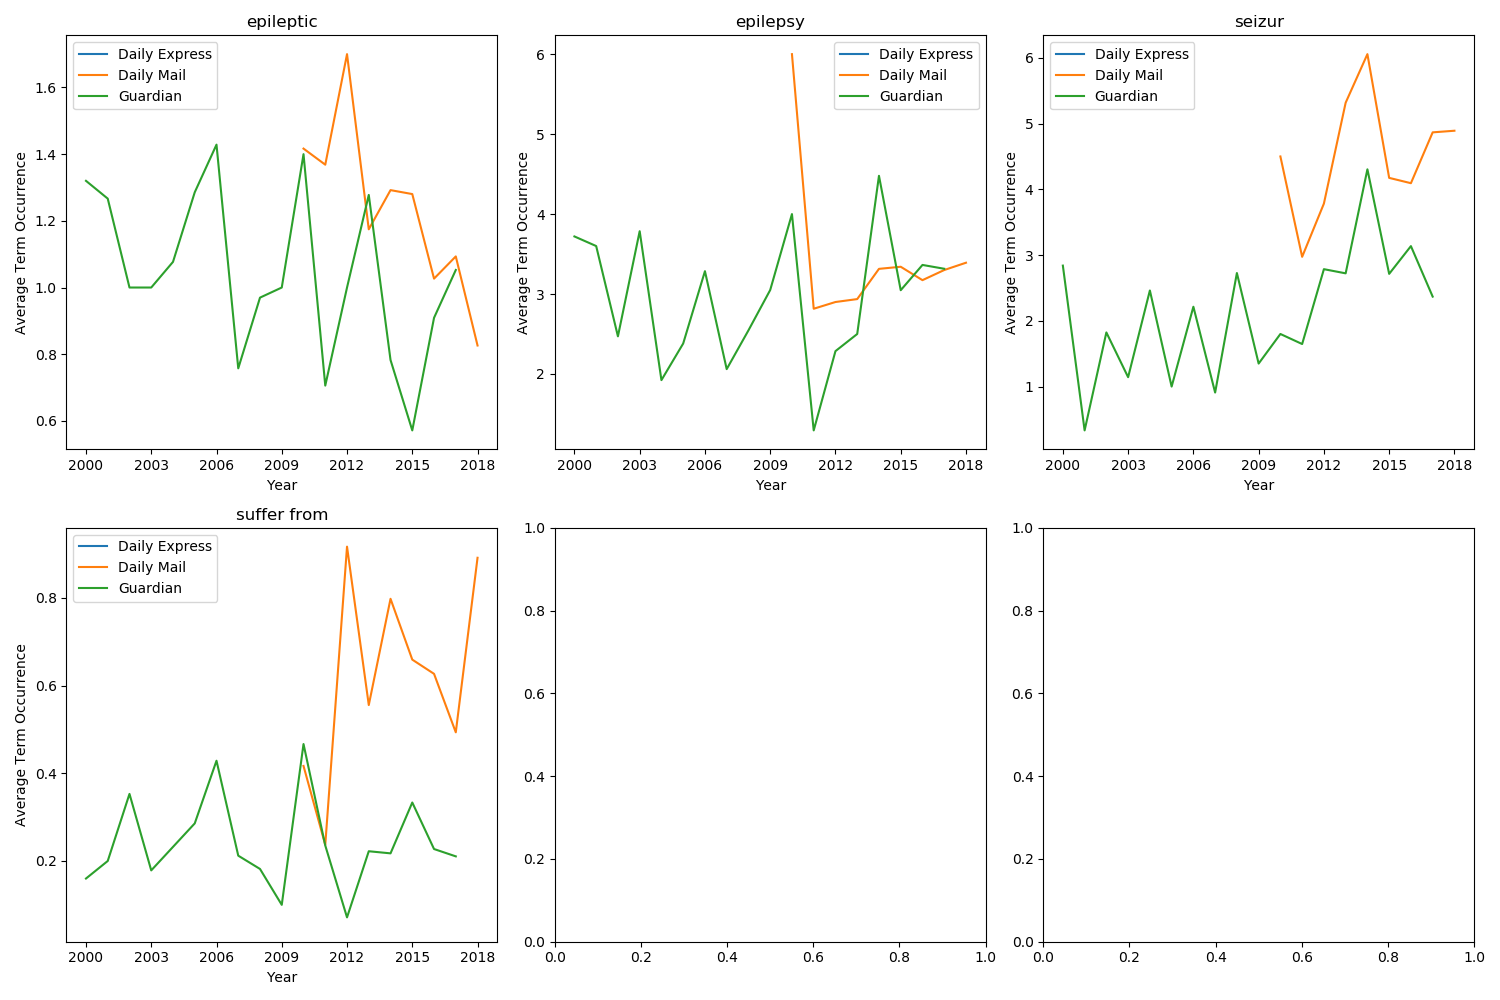 epileptic
Daily Express
Daily Mail
Guardian
Average Term Occurrence
1.6
1.4
1.2
1.0
0.8
0.6
2000 2003 2006 2009 2012 2015 2018
Year
epilepsy
Daily Express
Daily Mail
Guardian
Average Term Occurrence
6
5
4
3
2
2000 2003 2006 2009 2012 2015 2018
Year
seizur
Daily Express
Daily Mail
Guardian
Average Term Occurrence
6
5
4
3
2
1
2000 2003 2006 2009 2012 2015 2018
Year
suffer from
Daily Express
Daily Mail
Guardian
Average Term Occurrence
0.8
0.6
0.4
0.2
2000 2003 2006 2009 2012 2015 2018
Year
1.0
0.8
0.6
0.4
0.2
0.0
0.0 0.2 0.4 0.6 0.8 1.0
1.0
0.8
0.6
0.4
0.2
0.0
0.0 0.2 0.4 0.6 0.8 1.0